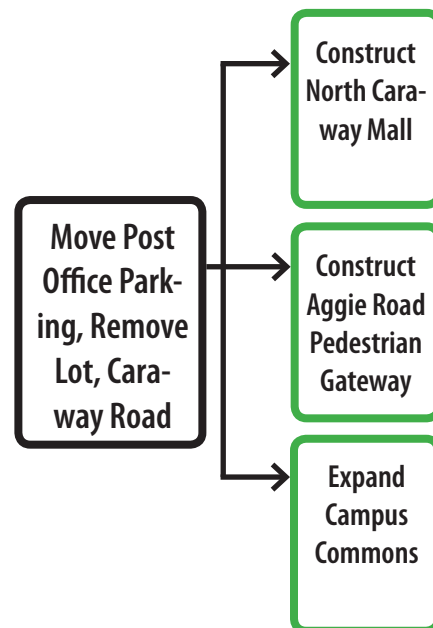 Construct
North Cara-
way Mall
Move Post
Office Park-
ing, Remove
Lot, Cara-
way Road
Construct
Aggie Road
Pedestrian
Gateway
Expand
Campus
Commons